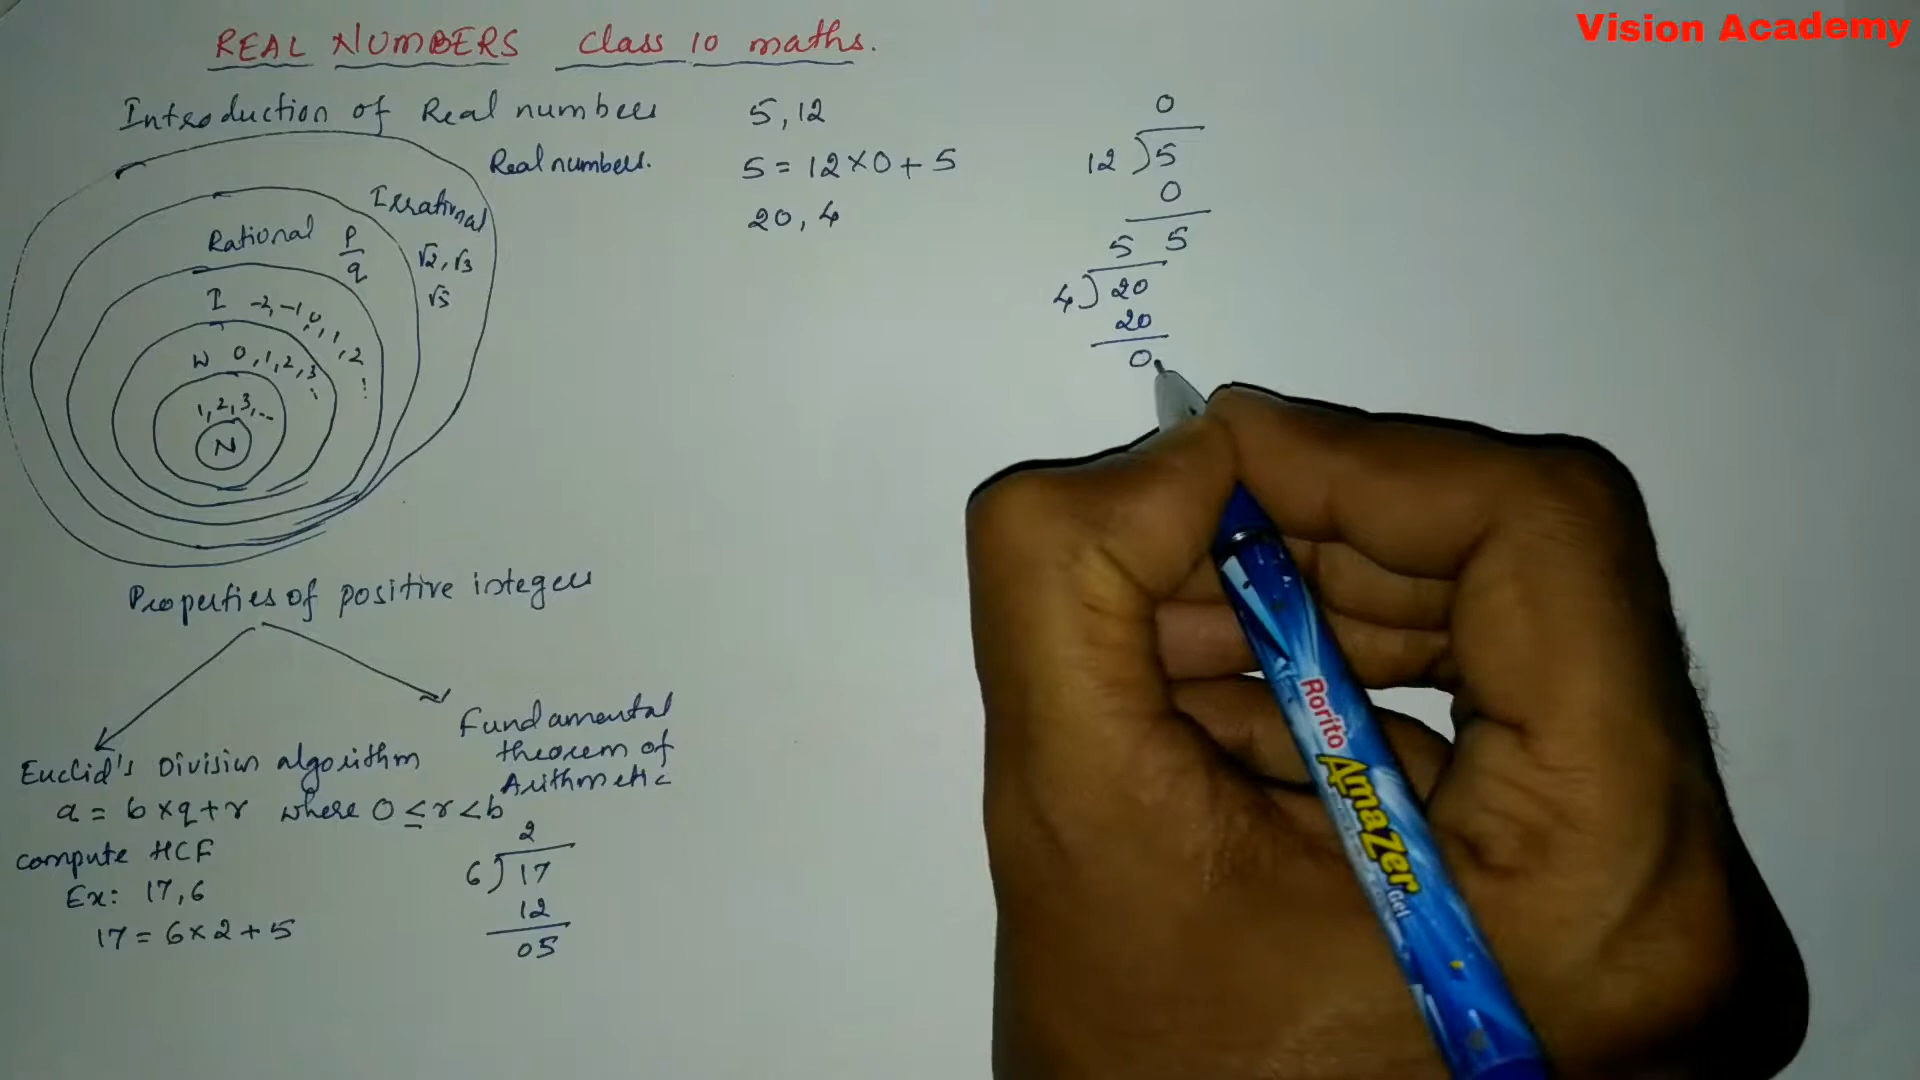 Vision Academy
REAL NUMBERS Class 10 maths.
Introduction of Real numbers
Real numbers.
Irrational
√2, √3
√5
Rational p/q
I -2, -1, 0, 1, 2 ...
W 0, 1, 2, 3 ...
1, 2, 3, ...
N
Properties of positive integers
Euclid's Division algorithm
a = b × q + r where 0 ≤ r < b
compute HCF
Ex: 17, 6
17 = 6 × 2 + 5
Fundamental
theorem of
Arithmetic
2
6 ) 17
12
05
5, 12
5 = 12 × 0 + 5
20, 4
0
12 ) 5
0
5
5
4 ) 20
20
0
Rorito
AmaZer
Gel